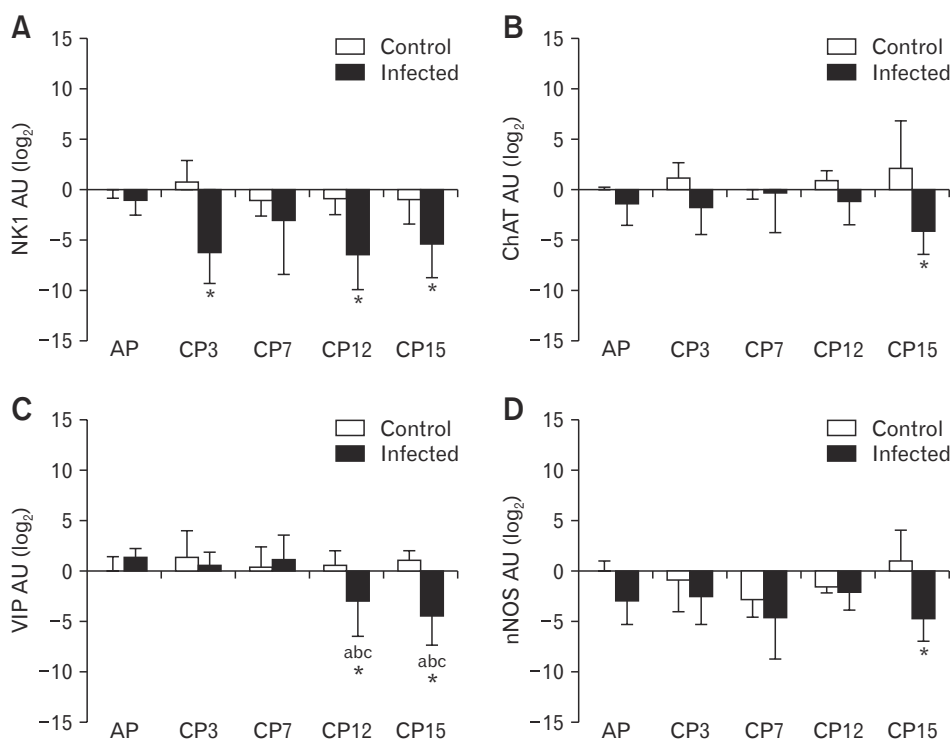 A
15
10
5
0
−5
−10
−15
NK1 AU (log2)
Control
Infected
*
*
*
AP CP3 CP7 CP12 CP15
B
15
10
5
0
−5
−10
−15
ChAT AU (log2)
Control
Infected
*
AP CP3 CP7 CP12 CP15
C
15
10
5
0
−5
−10
−15
VIP AU (log2)
Control
Infected
abc
*
abc
*
AP CP3 CP7 CP12 CP15
D
15
10
5
0
−5
−10
−15
nNOS AU (log2)
Control
Infected
*
AP CP3 CP7 CP12 CP15